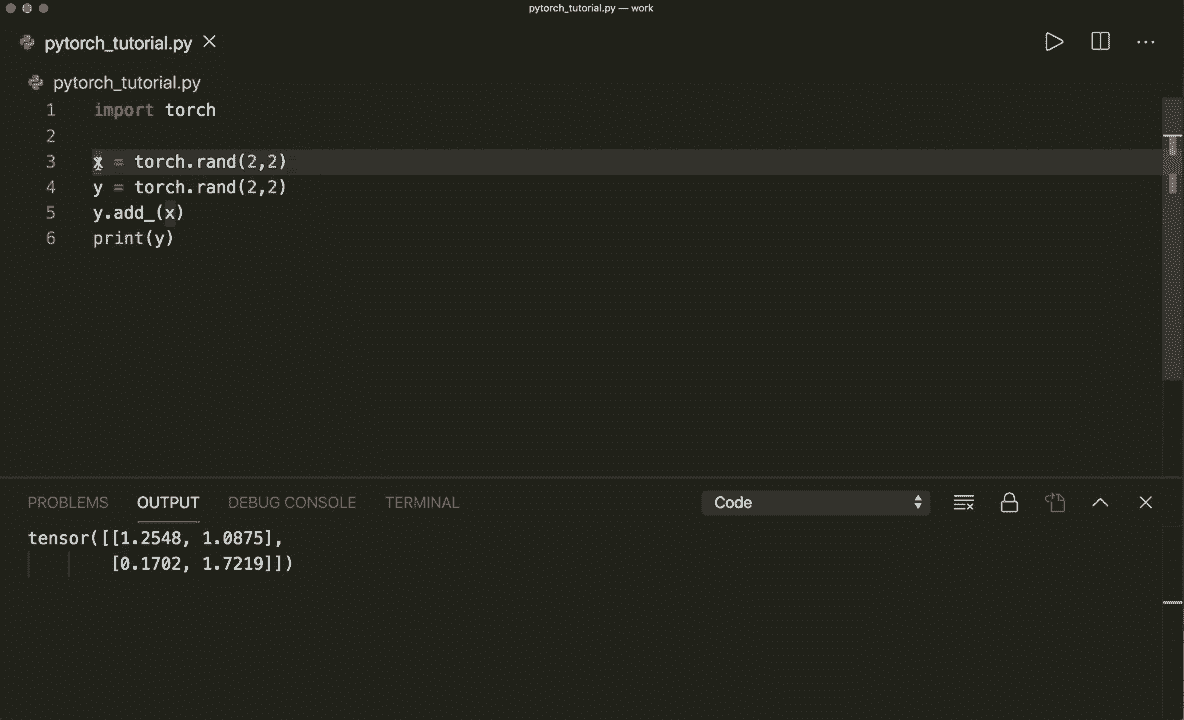 pytorch_tutorial.py — work
pytorch_tutorial.py
pytorch_tutorial.py
1 import torch
2
3 x = torch.rand(2,2)
4 y = torch.rand(2,2)
5 y.add_(x)
6 print(y)
PROBLEMS OUTPUT DEBUG CONSOLE TERMINAL Code
tensor([[1.2548, 1.0875],
[0.1702, 1.7219]])